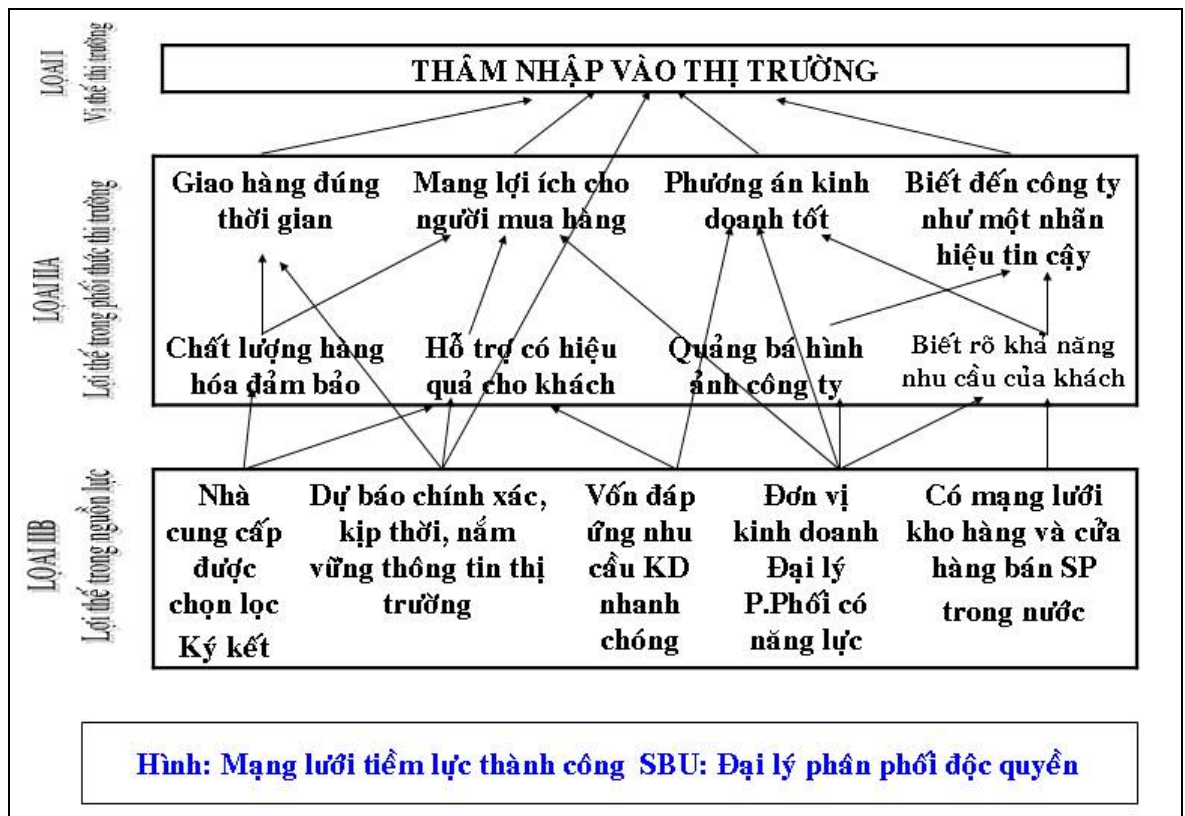 LOẠI I
Vị thế thị trường
THÂM NHẬP VÀO THỊ TRƯỜNG
LOẠI IIA
Lợi thế trong phối thức thị trường
Giao hàng đúng
thời gian
Mang lợi ích cho
người mua hàng
Phương án kinh
doanh tốt
Biết đến công ty
như một nhãn
hiệu tin cậy
Chất lượng hàng
hóa đảm bảo
Hỗ trợ có hiệu
quả cho khách
Quảng bá hình
ảnh công ty
Biết rõ khả năng
nhu cầu của khách
LOẠI IIB
Lợi thế trong nguồn lực
Nhà
cung cấp
được
chọn lọc
Ký kết
Dự báo chính xác,
kịp thời, nắm
vững thông tin thị
trường
Vốn đáp
ứng nhu
cầu KD
nhanh
chóng
Đơn vị
kinh doanh
Đại lý
P.Phối có
năng lực
Có mạng lưới
kho hàng và cửa
hàng bán SP
trong nước
Hình: Mạng lưới tiềm lực thành công SBU: Đại lý phân phối độc quyền